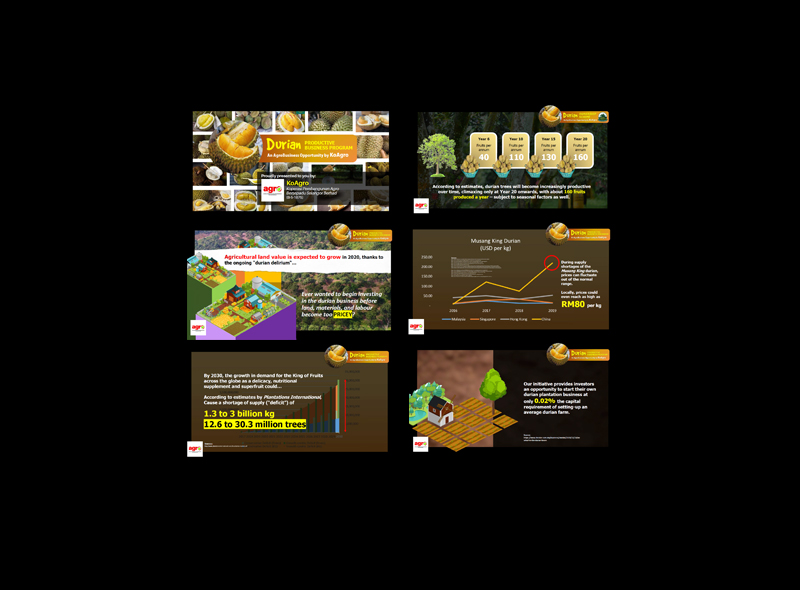 Durian PRODUCTIVE
BUSINESS PROGRAM
An AgroBusiness Opportunity by KoAgro
Proudly presented to you by:
KoAgro
agro
Durian
Year 6
Year 10
Year 15
Year 20
Fruits per annum
40
Fruits per annum
110
Fruits per annum
130
Fruits per annum
160
According to estimates, durian trees will become increasingly productive
over time, climaxing only at Year 20 onwards, with about 160 fruits
produced a year – subject to seasonal factors as well.
agro
Durian
Agricultural land value is expected to grow in 2020, thanks to
the ongoing "durian delirium"...
Ever wanted to begin investing
in the durian business before
land, materials, and labour
become too PRICEY?
agro
Durian
Musang King Durian
(USD per kg)
250.00
200.00
150.00
100.00
50.00
2016
2017
2018
2019
Malaysia
Singapore
Hong Kong
China
During supply
shortages of the
Musang King durian,
prices can fluctuate
out of the normal
range.
Locally, prices could
even reach as high as
RM80 per kg
agro
Durian
By 2030, the growth in demand for the King of Fruits
across the globe as a delicacy, nutritional
supplement and superfruit could...
According to estimates by Plantations International,
Cause a shortage of supply ("deficit") of
1.3 to 3 billion kg
12.6 to 30.3 million trees
agro
Durian
Our initiative provides investors
an opportunity to start their own
durian plantation business at
only 0.02% the capital
requirement of setting-up an
average durian farm.
agro